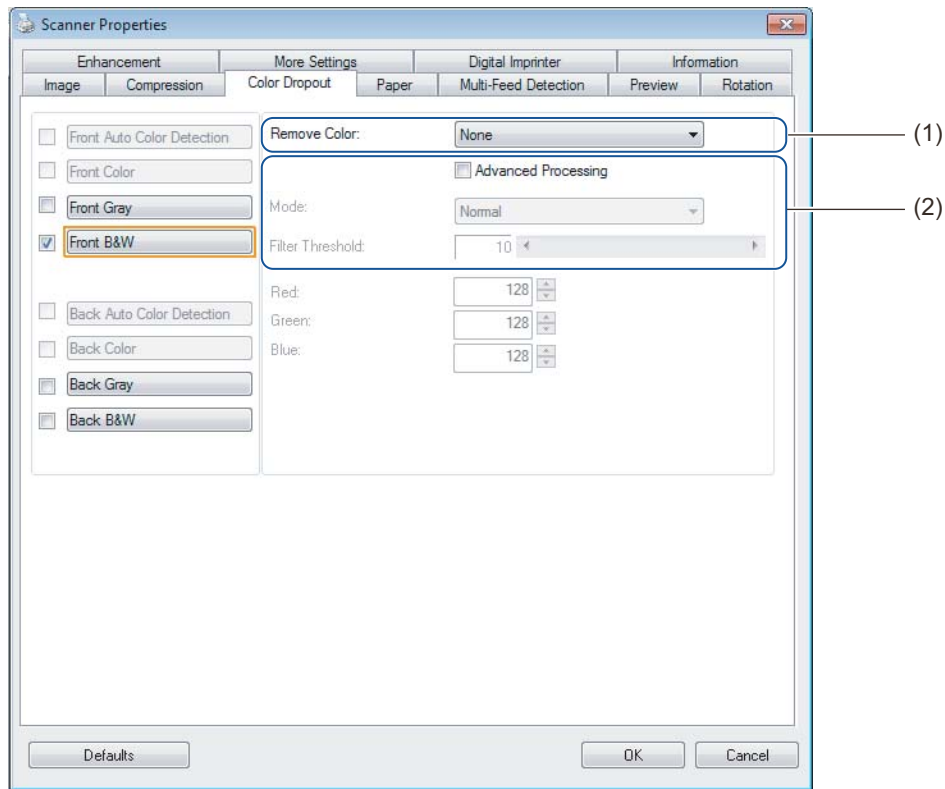 Scanner Properties
Enhancement More Settings Digital Imprinter Information
Image Compression Color Dropout Paper Multi-Feed Detection Preview Rotation
Front Auto Color Detection
Front Color
Front Gray
Front B&W
Back Auto Color Detection
Back Color
Back Gray
Back B&W
Remove Color: None (1)
Advanced Processing
Mode: Normal (2)
Filter Threshold: 10
Red: 128
Green: 128
Blue: 128
Defaults OK Cancel